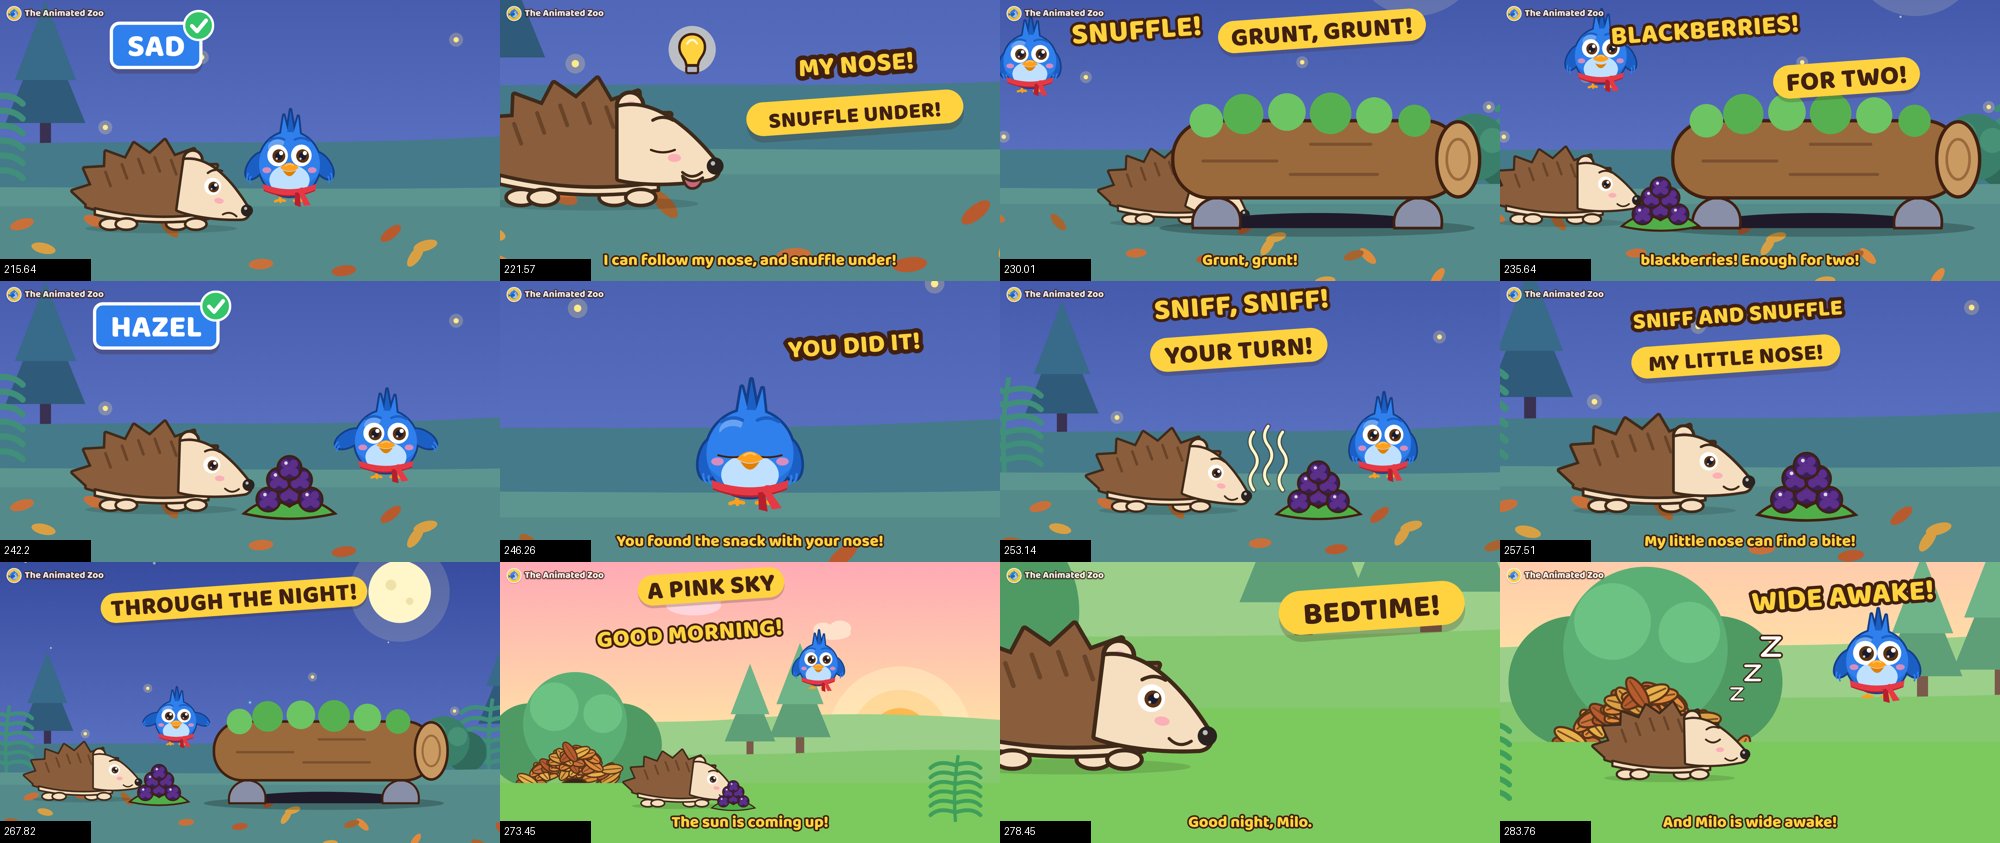 The Animated Zoo
SAD
215.64
The Animated Zoo
MY NOSE!
SNUFFLE UNDER!
I can follow my nose, and snuffle under!
221.57
The Animated Zoo
SNUFFLE!
GRUNT, GRUNT!
Grunt, grunt!
230.01
The Animated Zoo
BLACKBERRIES!
FOR TWO!
blackberries! Enough for two!
235.64
The Animated Zoo
HAZEL
242.2
The Animated Zoo
YOU DID IT!
You found the snack with your nose!
246.26
The Animated Zoo
SNIFF, SNIFF!
YOUR TURN!
253.14
The Animated Zoo
SNIFF AND SNUFFLE
MY LITTLE NOSE!
My little nose can find a bite!
257.51
The Animated Zoo
THROUGH THE NIGHT!
267.82
The Animated Zoo
A PINK SKY
GOOD MORNING!
The sun is coming up!
273.45
The Animated Zoo
BEDTIME!
Good night, Milo.
278.45
The Animated Zoo
WIDE AWAKE!
Z
Z
Z
And Milo is wide awake!
283.76